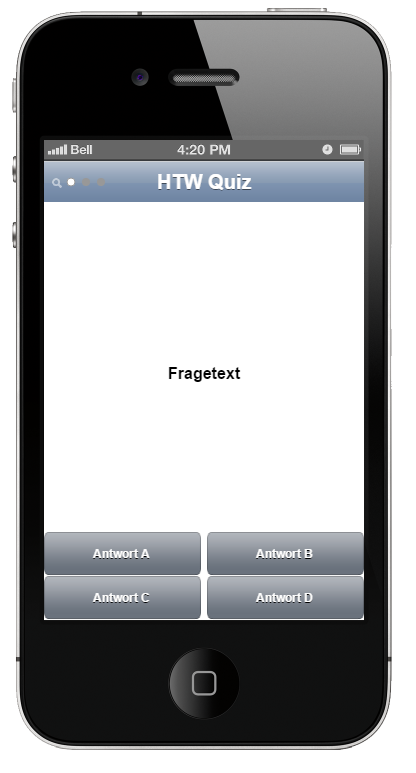 Bell 4:20 PM
HTW Quiz
Fragetext
Antwort A Antwort B
Antwort C Antwort D